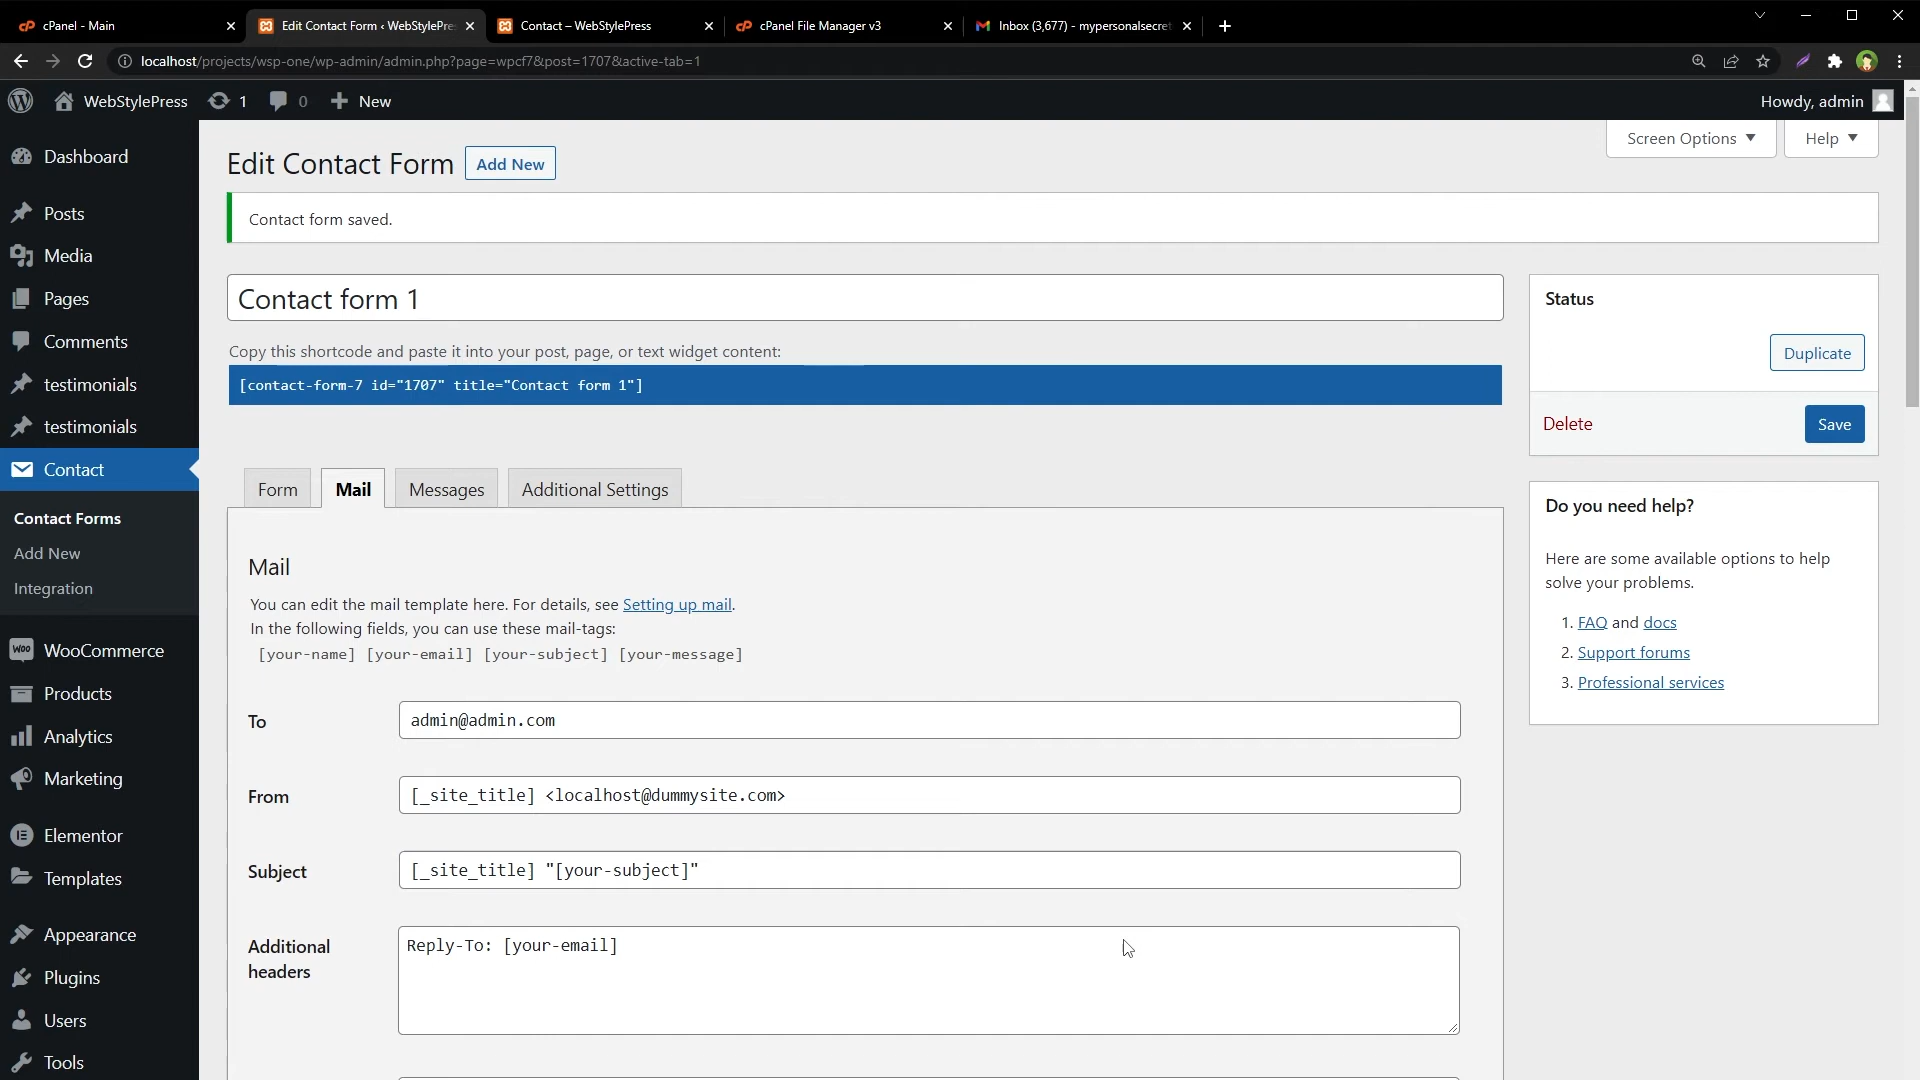 cPanel - Main
Edit Contact Form ‹ WebStylePre
Contact – WebStylePress
cPanel File Manager v3
Inbox (3,677) - mypersonalsecret
localhost/projects/wsp-one/wp-admin/admin.php?page=wpcf7&post=1707&active-tab=1
WebStylePress
1
0
New
Howdy, admin
Dashboard
Posts
Media
Pages
Comments
testimonials
testimonials
Contact
Contact Forms
Add New
Integration
WooCommerce
Products
Analytics
Marketing
Elementor
Templates
Appearance
Plugins
Users
Tools
Screen Options
Help
Edit Contact Form
Add New
Contact form saved.
Contact form 1
Copy this shortcode and paste it into your post, page, or text widget content:
[contact-form-7 id="1707" title="Contact form 1"]
Form
Mail
Messages
Additional Settings
Mail
You can edit the mail template here. For details, see Setting up mail.
In the following fields, you can use these mail-tags:
[your-name] [your-email] [your-subject] [your-message]
To
admin@admin.com
From
[_site_title] <localhost@dummysite.com>
Subject
[_site_title] "[your-subject]"
Additional
headers
Reply-To: [your-email]
Status
Duplicate
Delete
Save
Do you need help?
Here are some available options to help
solve your problems.
1. FAQ and docs
2. Support forums
3. Professional services